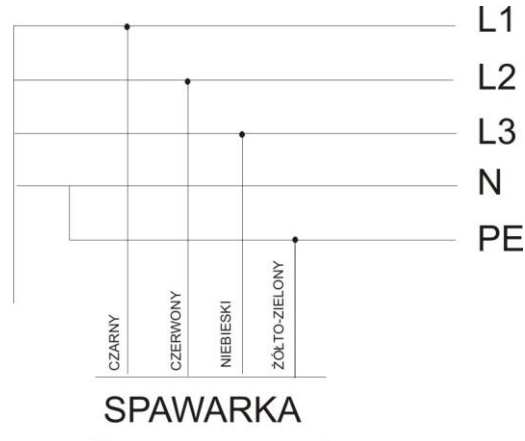 L1
L2
L3
N
PE
CZARNY
CZERWONY
NIEBIESKI
ŻÓŁTO-ZIELONY
SPAWARKA